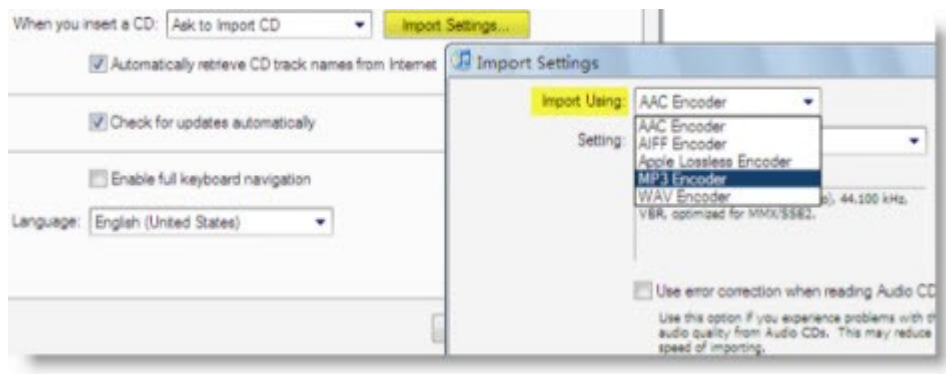 When you insert a CD: Ask to Import CD
Import Settings...
Automatically retrieve CD track names from Internet
Check for updates automatically
Enable full keyboard navigation
Language: English (United States)
Import Settings
Import Using: AAC Encoder
Setting:
AAC Encoder
AIFF Encoder
Apple Lossless Encoder
MP3 Encoder
WAV Encoder
44.100 kHz,
VBR, optimized for MMX/SSE2.
Use error correction when reading Audio CD
Use this option if you experience problems with
audio quality from Audio CDs. This may reduce
speed of importing.